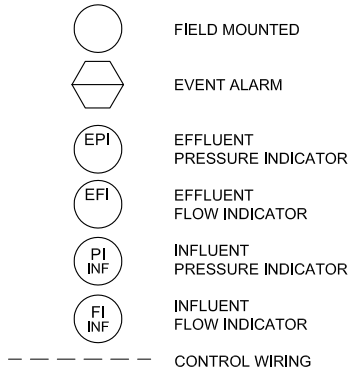 FIELD MOUNTED
EVENT ALARM
EPI
EFFLUENT
PRESSURE INDICATOR
EFI
EFFLUENT
FLOW INDICATOR
PI
INF
INFLUENT
PRESSURE INDICATOR
FI
INF
INFLUENT
FLOW INDICATOR
CONTROL WIRING